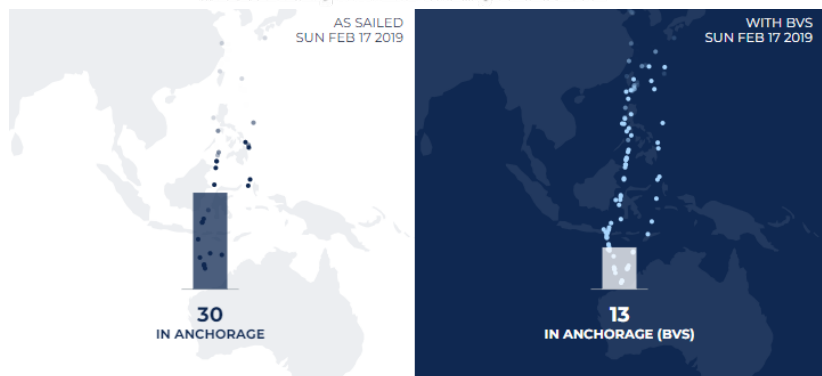 AS SAILED
SUN FEB 17 2019
30
IN ANCHORAGE
WITH BVS
SUN FEB 17 2019
13
IN ANCHORAGE (BVS)